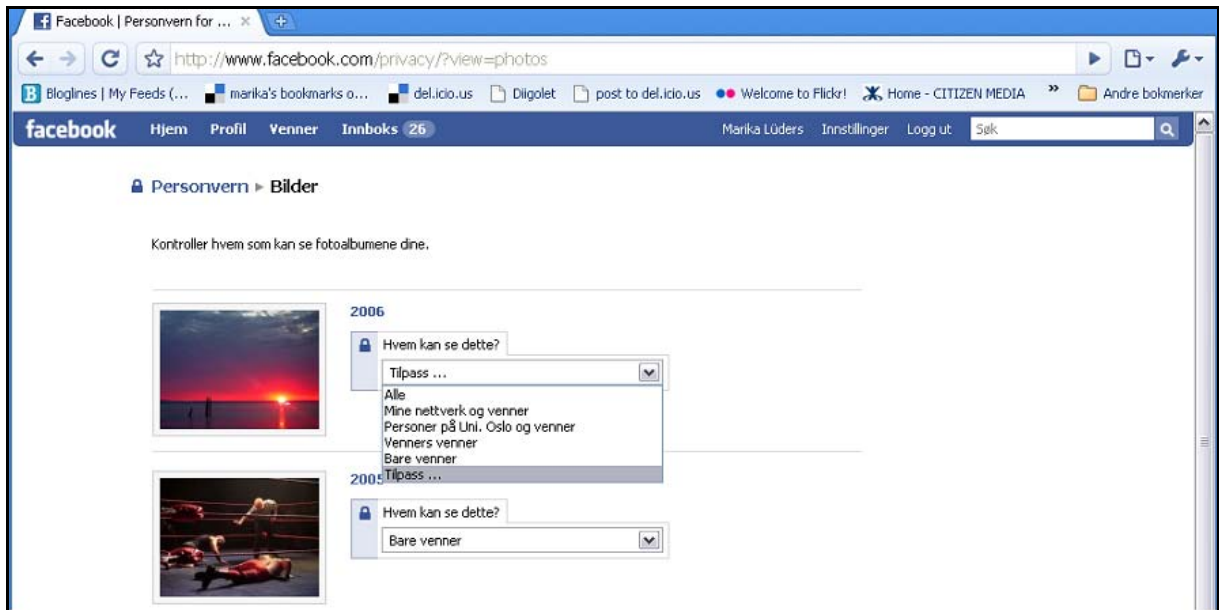 Facebook | Personvern for ...
http://www.facebook.com/privacy/?view=photos
Bloglines | My Feeds (... marika's bookmarks o... del.icio.us Diigolet post to del.icio.us Welcome to Flickr! Home - CITIZEN MEDIA » Andre bokmerker
facebook Hjem Profil Venner Innboks 26 Marika Lüders Innstillinger Logg ut Søk
Personvern Bilder
Kontroller hvem som kan se fotoalbumene dine.
2006
Hvem kan se dette?
Tilpass ...
Alle
Mine nettverk og venner
Personer på Uni. Oslo og venner
Venners venner
Bare venner
Tilpass ...
2005
Hvem kan se dette?
Bare venner